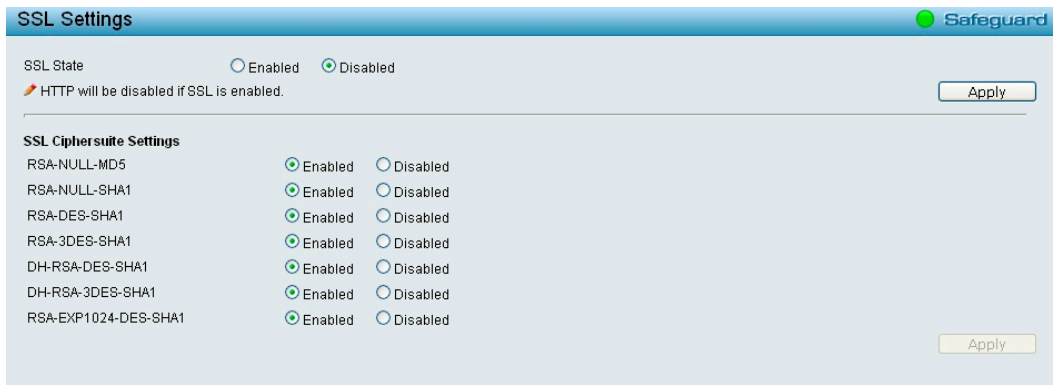 SSL Settings Safeguard
SSL State Enabled Disabled
HTTP will be disabled if SSL is enabled. Apply
SSL Ciphersuite Settings
RSA-NULL-MD5 Enabled Disabled
RSA-NULL-SHA1 Enabled Disabled
RSA-DES-SHA1 Enabled Disabled
RSA-3DES-SHA1 Enabled Disabled
DH-RSA-DES-SHA1 Enabled Disabled
DH-RSA-3DES-SHA1 Enabled Disabled
RSA-EXP1024-DES-SHA1 Enabled Disabled
Apply